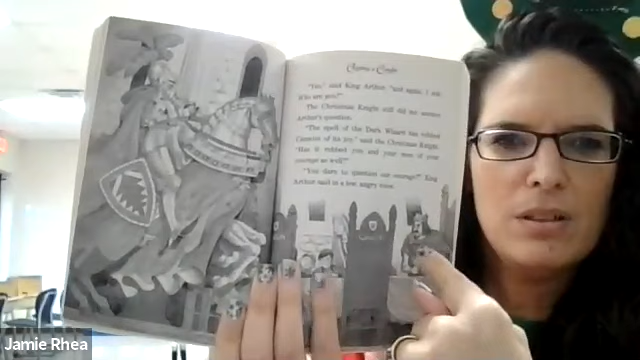 Christmas in Camelot
"Yes," said King Arthur. "And again, I ask
who are you?"
The Christmas Knight still did not answer
Arthur's question.
"The spell of the Dark Wizard has robbed
Camelot of its joy," said the Christmas Knight.
"Has it robbed you and your men of your
courage as well?"
"You dare to question our courage?" King
Arthur said in a low, angry voice.
Jamie Rhea